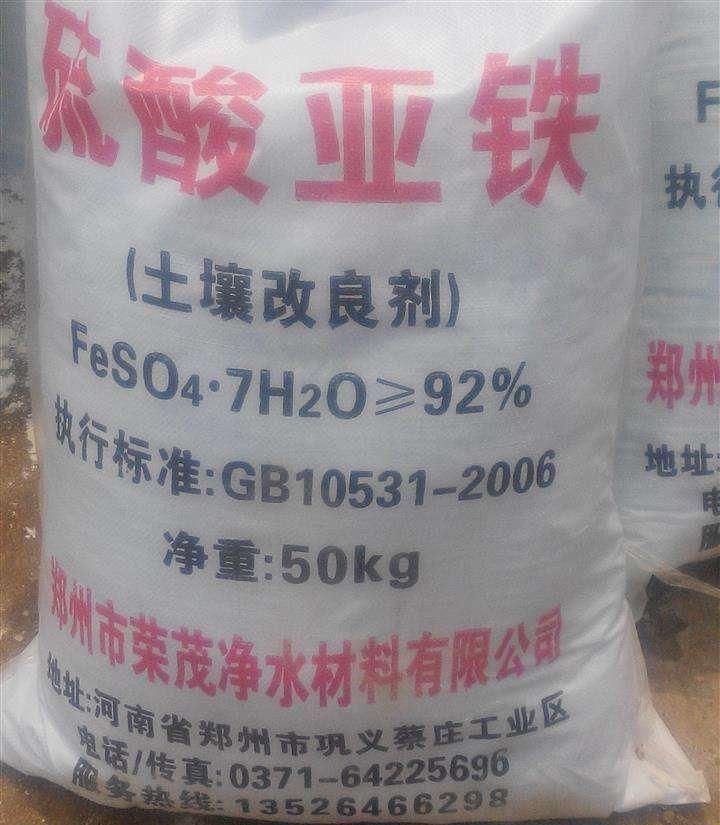 硫酸亚铁
(土壤改良剂)
FeSO4·7H2O≥92%
执行标准:GB10531-2006
净重:50kg
郑州市荣茂净水材料有限公司
地址:河南省郑州市巩义蔡庄工业区
电话/传真:0371-64225696
服务热线:13526466298
F
执行
郑州
地址:
电
服